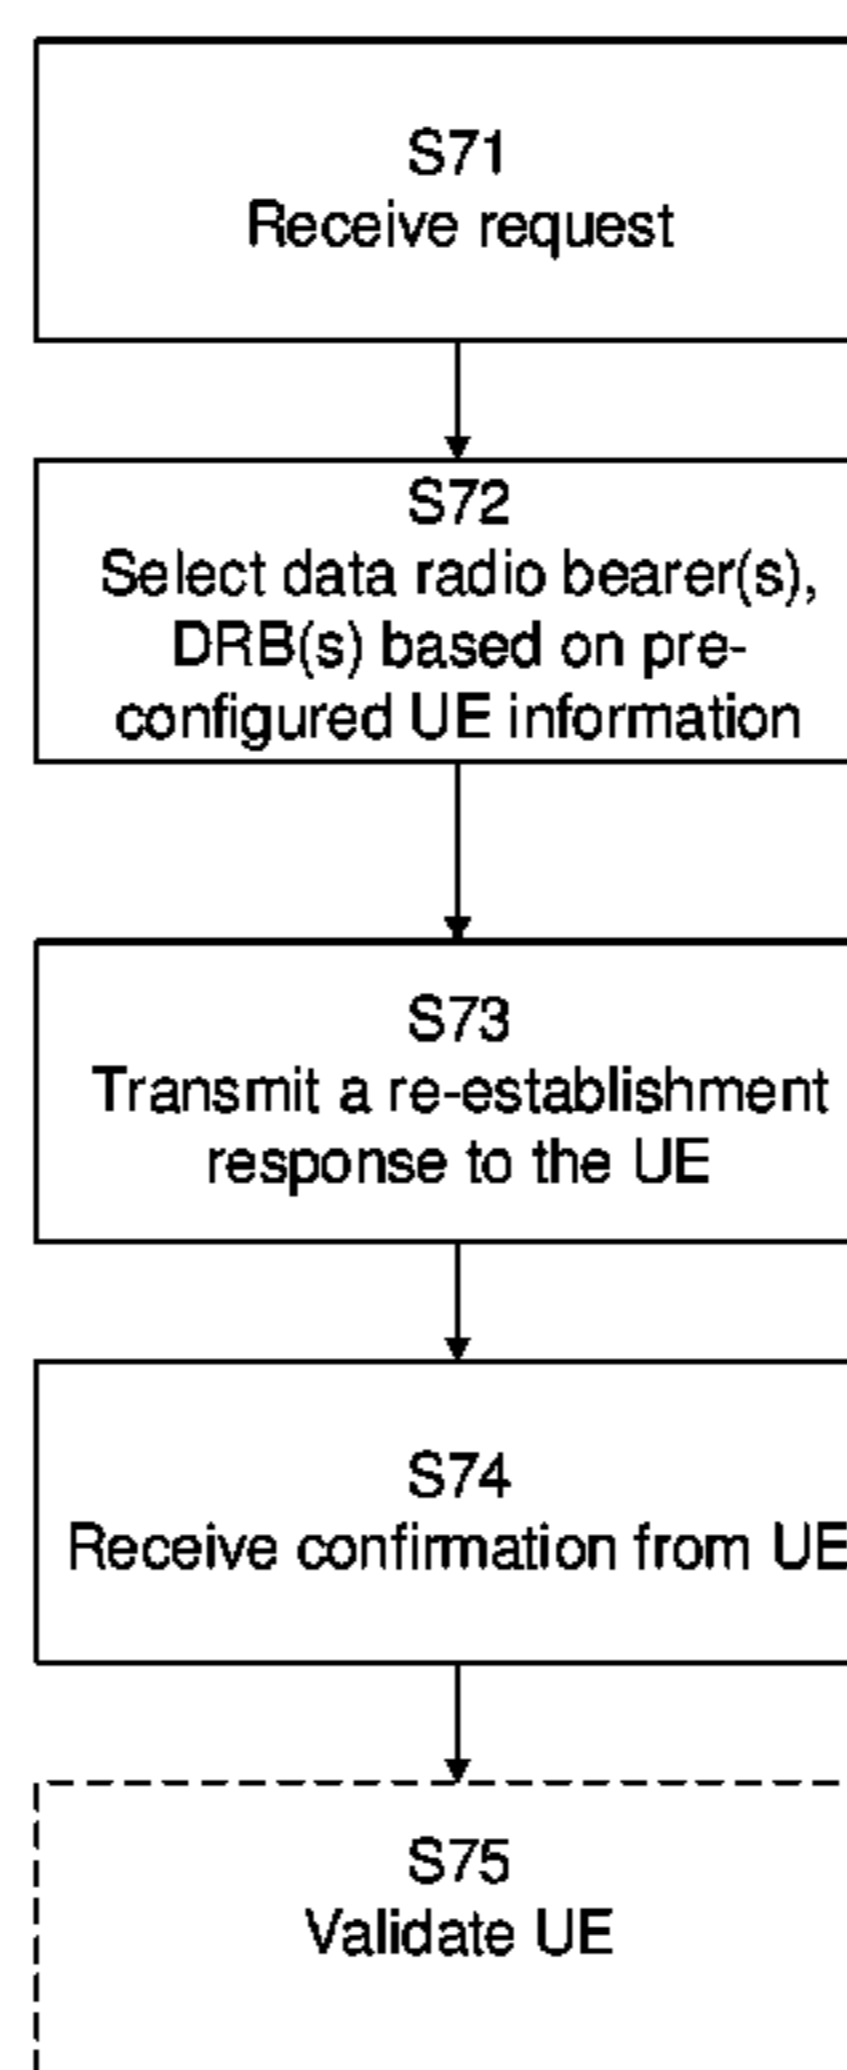 S71
Receive request
S72
Select data radio bearer(s),
DRB(s) based on pre-
configured UE information
S73
Transmit a re-establishment
response to the UE
S74
Receive confirmation from UE
S75
Validate UE